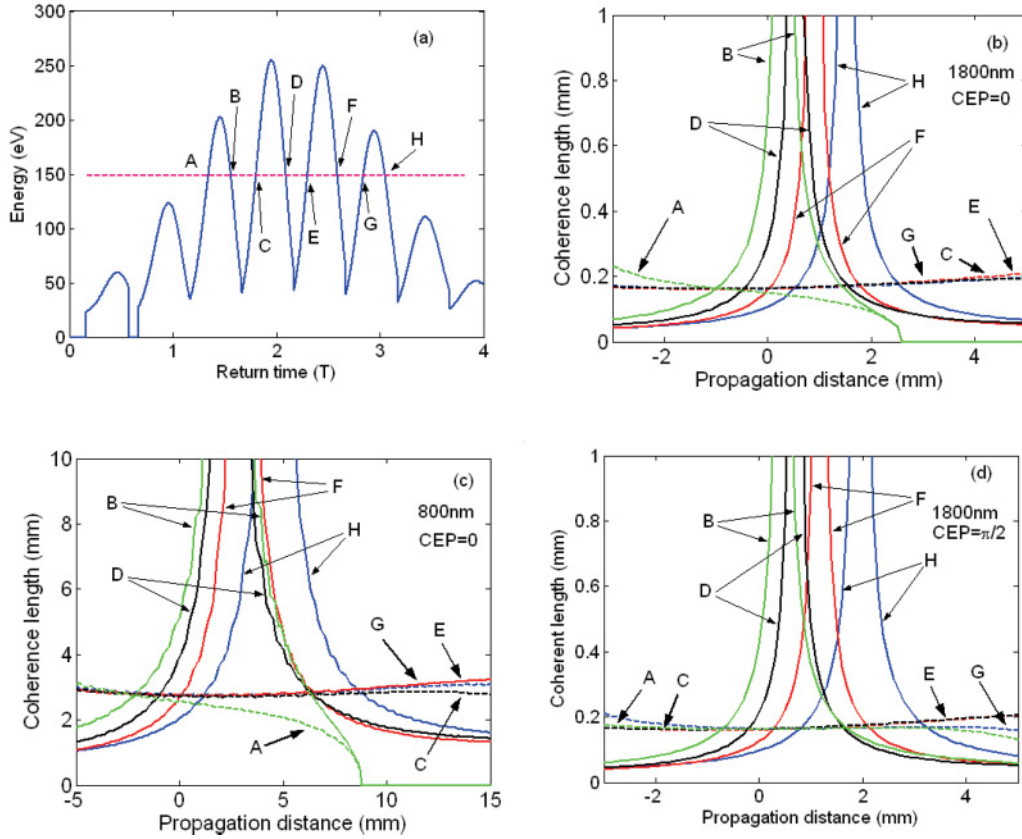 (a)
Energy (eV)
300
250
200
150
100
50
0
0 1 2 3 4
Return time (T)
A
B
C
D
E
F
G
H
(b)
1800nm
CEP=0
Coherence length (mm)
1
0.8
0.6
0.4
0.2
0
-2 0 2 4
Propagation distance (mm)
B
D
H
F
A
G
C
E
(c)
800nm
CEP=0
Coherence length (mm)
10
8
6
4
2
0
-5 0 5 10 15
Propagation distance (mm)
B
F
H
D
G
E
A
C
(d)
1800nm
CEP=π/2
Coherent length (mm)
1
0.8
0.6
0.4
0.2
0
-2 0 2 4
Propagation distance (mm)
B
F
D
H
A
C
E
G